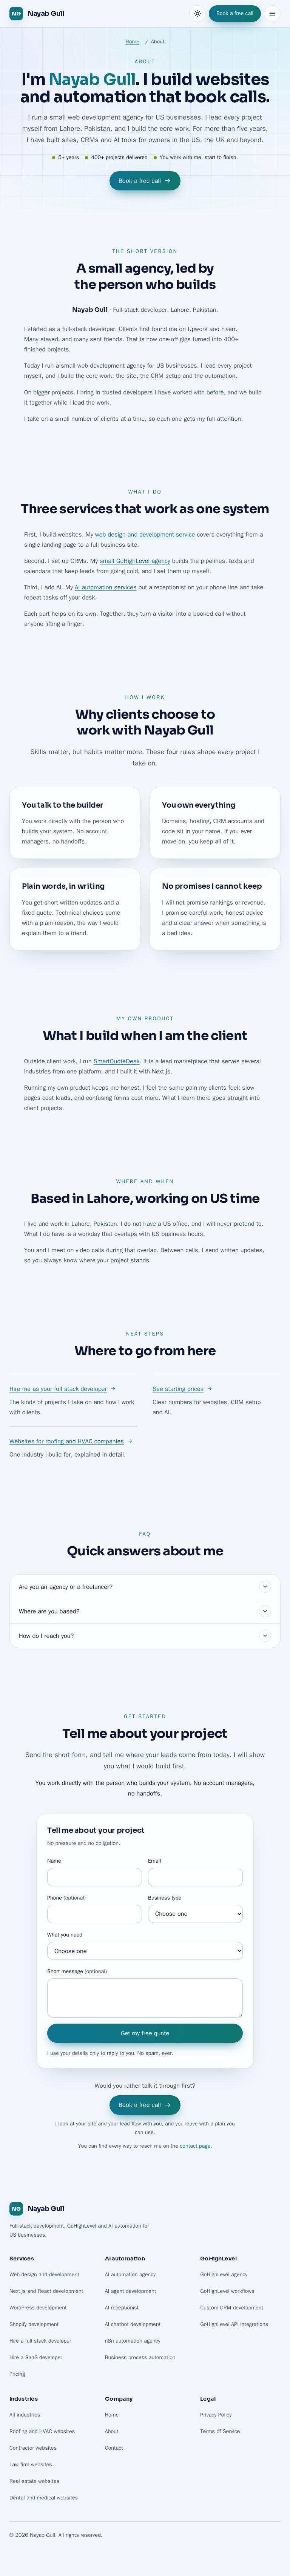 NG Nayab Gull
Book a free call
Home / About
ABOUT
I'm Nayab Gull. I build websites
and automation that book calls.
I run a small web development agency for US businesses. I lead every project
myself, from Lahore, Pakistan, and I build the core work. For more than five years,
I have built sites, CRMs and AI tools for owners in the US, the UK and beyond.
5+ years
400+ projects delivered
You work with me, start to finish.
Book a free call
THE SHORT VERSION
A small agency, led by
the person who builds
Nayab Gull · Full-stack developer, Lahore, Pakistan.
I started as a full-stack developer. Clients first found me on Upwork and Fiverr.
Many stayed, and many sent friends. That is how one-off gigs turned into 400+
finished projects.
Today I run a small web development agency for US businesses. I lead every project
myself, and I build the core work: the site, the CRM setup and the automation.
On bigger projects, I bring in trusted developers I have worked with before, and we build
it together while I lead the work.
I take on a small number of clients at a time, so each one gets my full attention.
WHAT I DO
Three services that work as one system
First, I build websites. My web design and development service covers everything from a
single landing page to a full business site.
Second, I set up CRMs. My small GoHighLevel agency builds the pipelines, texts and
calendars that keep leads from going cold, and I set them up myself.
Third, I add AI. My AI automation services put a receptionist on your phone line and take
repeat tasks off your desk.
Each part helps on its own. Together, they turn a visitor into a booked call without
anyone lifting a finger.
HOW I WORK
Why clients choose to
work with Nayab Gull
Skills matter, but habits matter more. These four rules shape every project I
take on.
You talk to the builder
You work directly with the person who
builds your system. No account
managers, no handoffs.
You own everything
Domains, hosting, CRM accounts and
code sit in your name. If you ever
move on, you keep all of it.
Plain words, in writing
You get short written updates and a
fixed quote. Technical choices come
with a plain reason, the way I would
explain them to a friend.
No promises I cannot keep
I will not promise rankings or revenue.
I promise careful work, honest advice
and a clear answer when something is
a bad idea.
MY OWN PRODUCT
What I build when I am the client
Outside client work, I run SmartQuoteDesk. It is a lead marketplace that serves several
industries from one platform, and I built it with Next.js.
Running my own product keeps me honest. I feel the same pain my clients feel: slow
pages cost leads, and confusing forms cost more. What I learn there goes straight into
client projects.
WHERE AND WHEN
Based in Lahore, working on US time
I live and work in Lahore, Pakistan. I do not have a US office, and I will never pretend to.
What I do have is a workday that overlaps with US business hours.
You and I meet on video calls during that overlap. Between calls, I send written updates,
so you always know where your project stands.
NEXT STEPS
Where to go from here
Hire me as your full stack developer
The kinds of projects I take on and how I work
with clients.
See starting prices
Clear numbers for websites, CRM setup
and AI.
Websites for roofing and HVAC companies
One industry I build for, explained in detail.
FAQ
Quick answers about me
Are you an agency or a freelancer?
Where are you based?
How do I reach you?
GET STARTED
Tell me about your project
Send the short form, and tell me where your leads come from today. I will show
you what I would build first.
You work directly with the person who builds your system. No account managers,
no handoffs.
Tell me about your project
No pressure and no obligation.
Name
Email
Phone (optional)
Business type
Choose one
What you need
Choose one
Short message (optional)
Get my free quote
I use your details only to reply to you. No spam, ever.
Would you rather talk it through first?
Book a free call
I look at your site and your lead flow with you, and you leave with a plan you
can use.
You can find every way to reach me on the contact page.
NG Nayab Gull
Full-stack development, GoHighLevel and AI automation for
US businesses.
Services
Web design and development
Next.js and React development
WordPress development
Shopify development
Hire a full stack developer
Hire a SaaS developer
Pricing
AI automation
AI automation agency
AI agent development
AI receptionist
AI chatbot development
n8n automation agency
Business process automation
GoHighLevel
GoHighLevel agency
GoHighLevel workflows
Custom CRM development
GoHighLevel API integrations
Industries
All industries
Roofing and HVAC websites
Contractor websites
Law firm websites
Real estate websites
Dental and medical websites
Company
Home
About
Contact
Legal
Privacy Policy
Terms of Service
© 2026 Nayab Gull. All rights reserved.